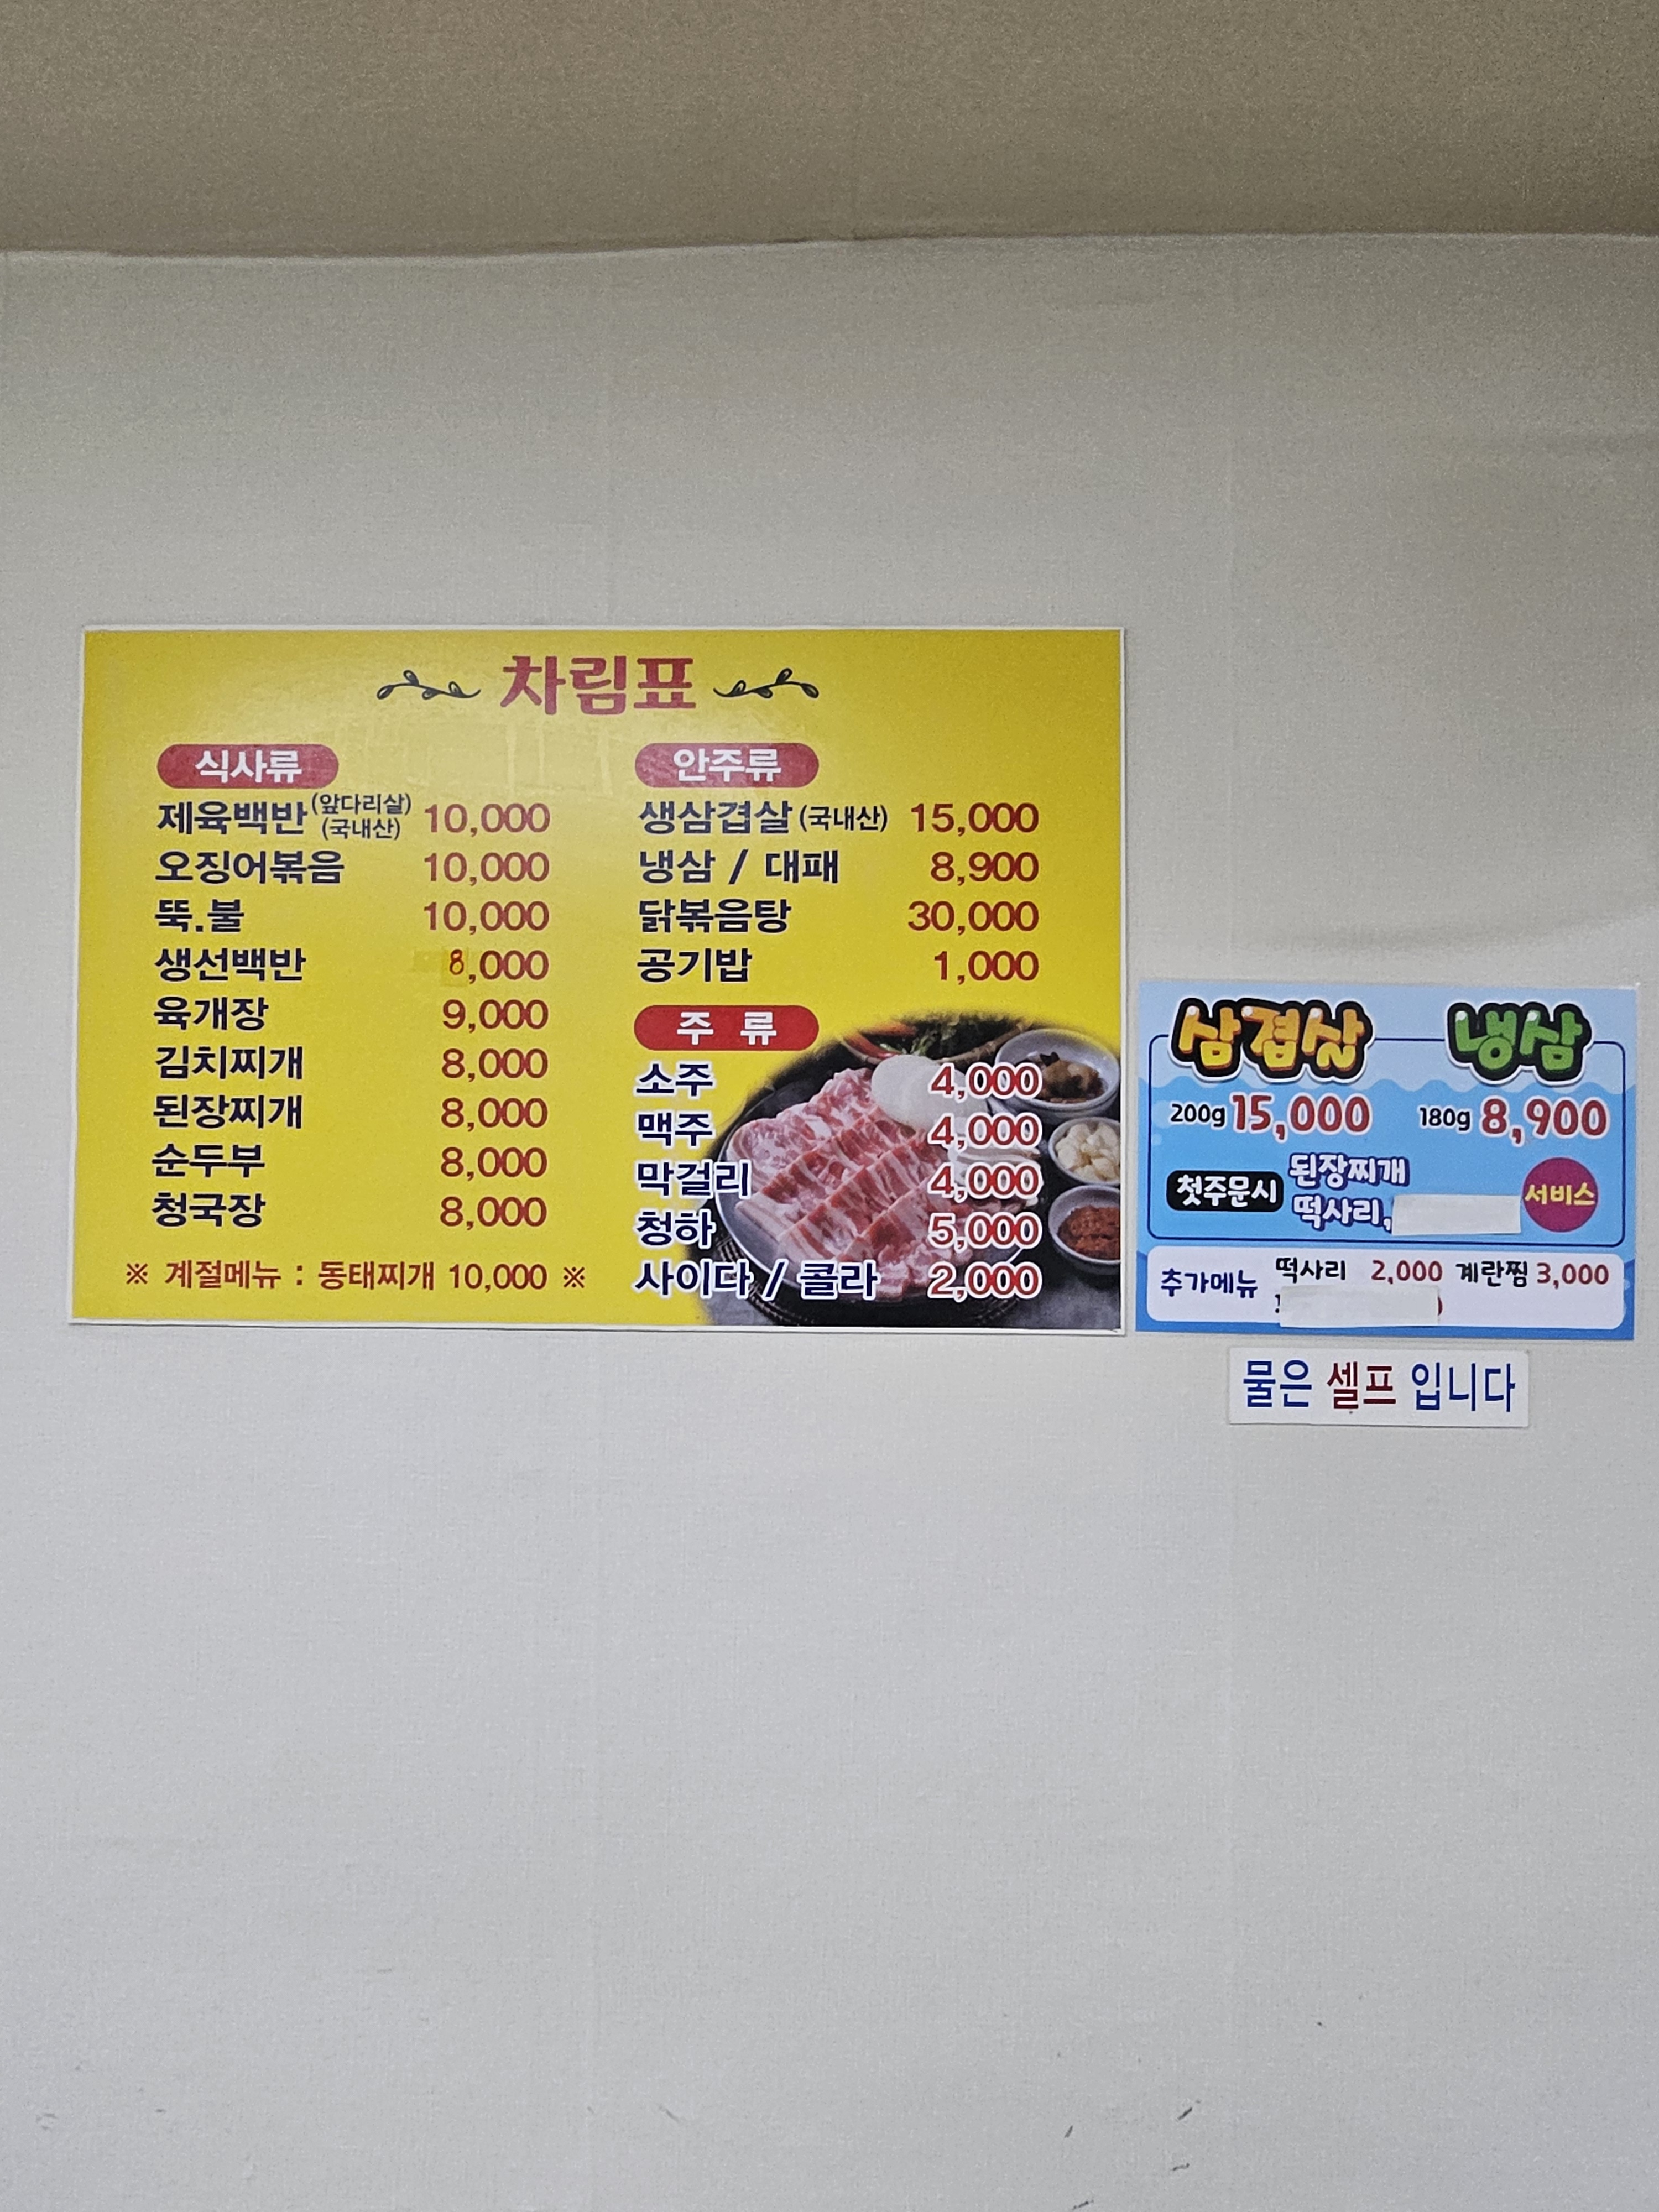 차림표
식사류
제육백반 (앞다리살) (국내산) 10,000
오징어볶음 10,000
뚝.불 10,000
생선백반 8,000
육개장 9,000
김치찌개 8,000
된장찌개 8,000
순두부 8,000
청국장 8,000
※ 계절메뉴 : 동태찌개 10,000 ※
안주류
생삼겹살 (국내산) 15,000
냉삼 / 대패 8,900
닭볶음탕 30,000
공기밥 1,000
주 류
소주 4,000
맥주 4,000
막걸리 4,000
청하 5,000
사이다 / 콜라 2,000
삼겹살 냉삼
200g 15,000 180g 8,900
첫주문시 된장찌개
떡사리, 서비스
추가메뉴 떡사리 2,000 계란찜 3,000
물은 셀프 입니다